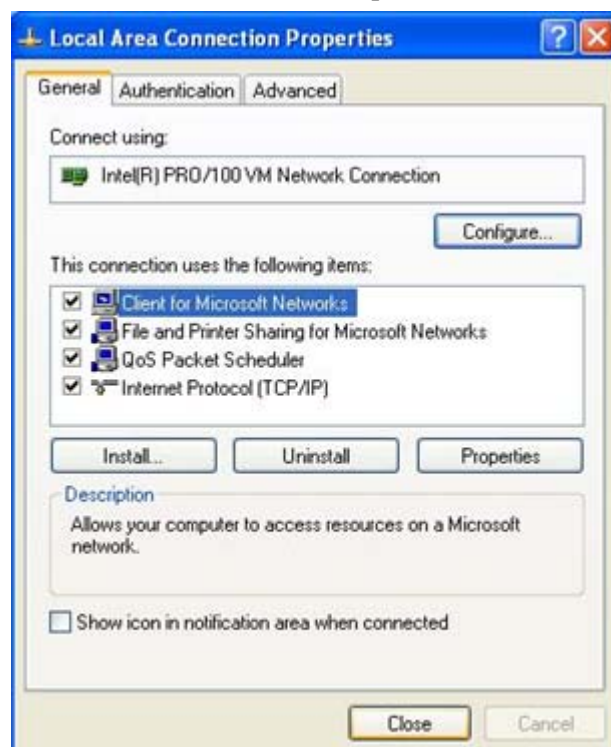 Local Area Connection Properties
General Authentication Advanced
Connect using:
Intel(R) PRO/100 VM Network Connection
Configure...
This connection uses the following items:
Client for Microsoft Networks
File and Printer Sharing for Microsoft Networks
QoS Packet Scheduler
Internet Protocol (TCP/IP)
Install... Uninstall Properties
Description
Allows your computer to access resources on a Microsoft
network.
Show icon in notification area when connected
Close Cancel